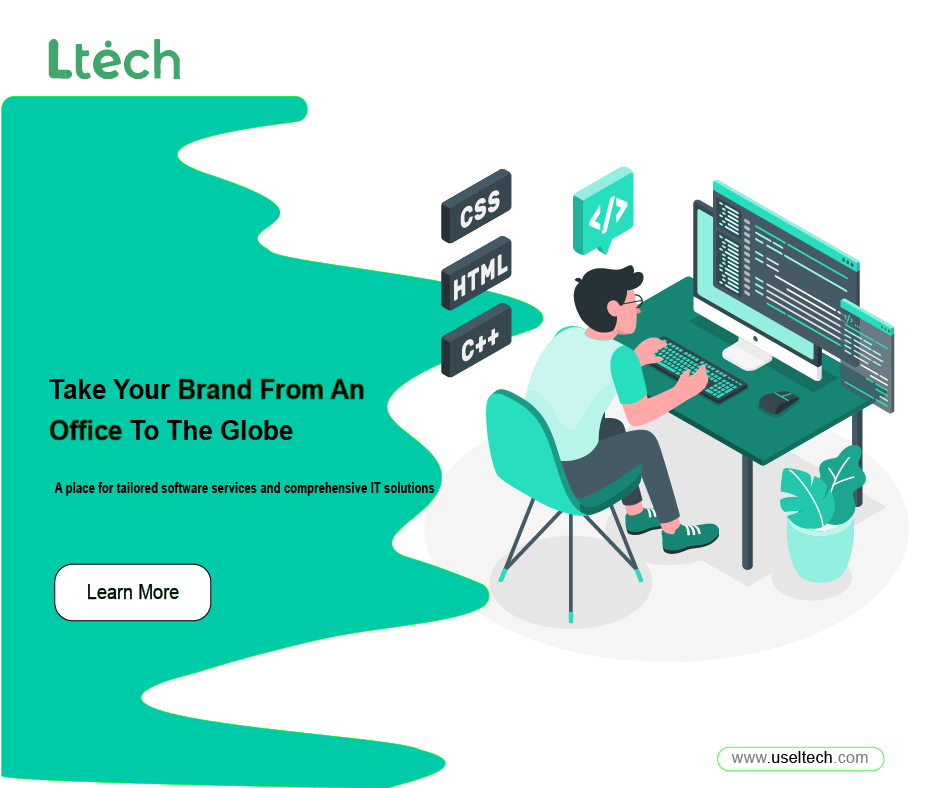 Ltech
CSS
</>
HTML
C++
Take Your Brand From An
Office To The Globe
A place for tailored software services and comprehensive IT solutions
Learn More
www.useltech.com